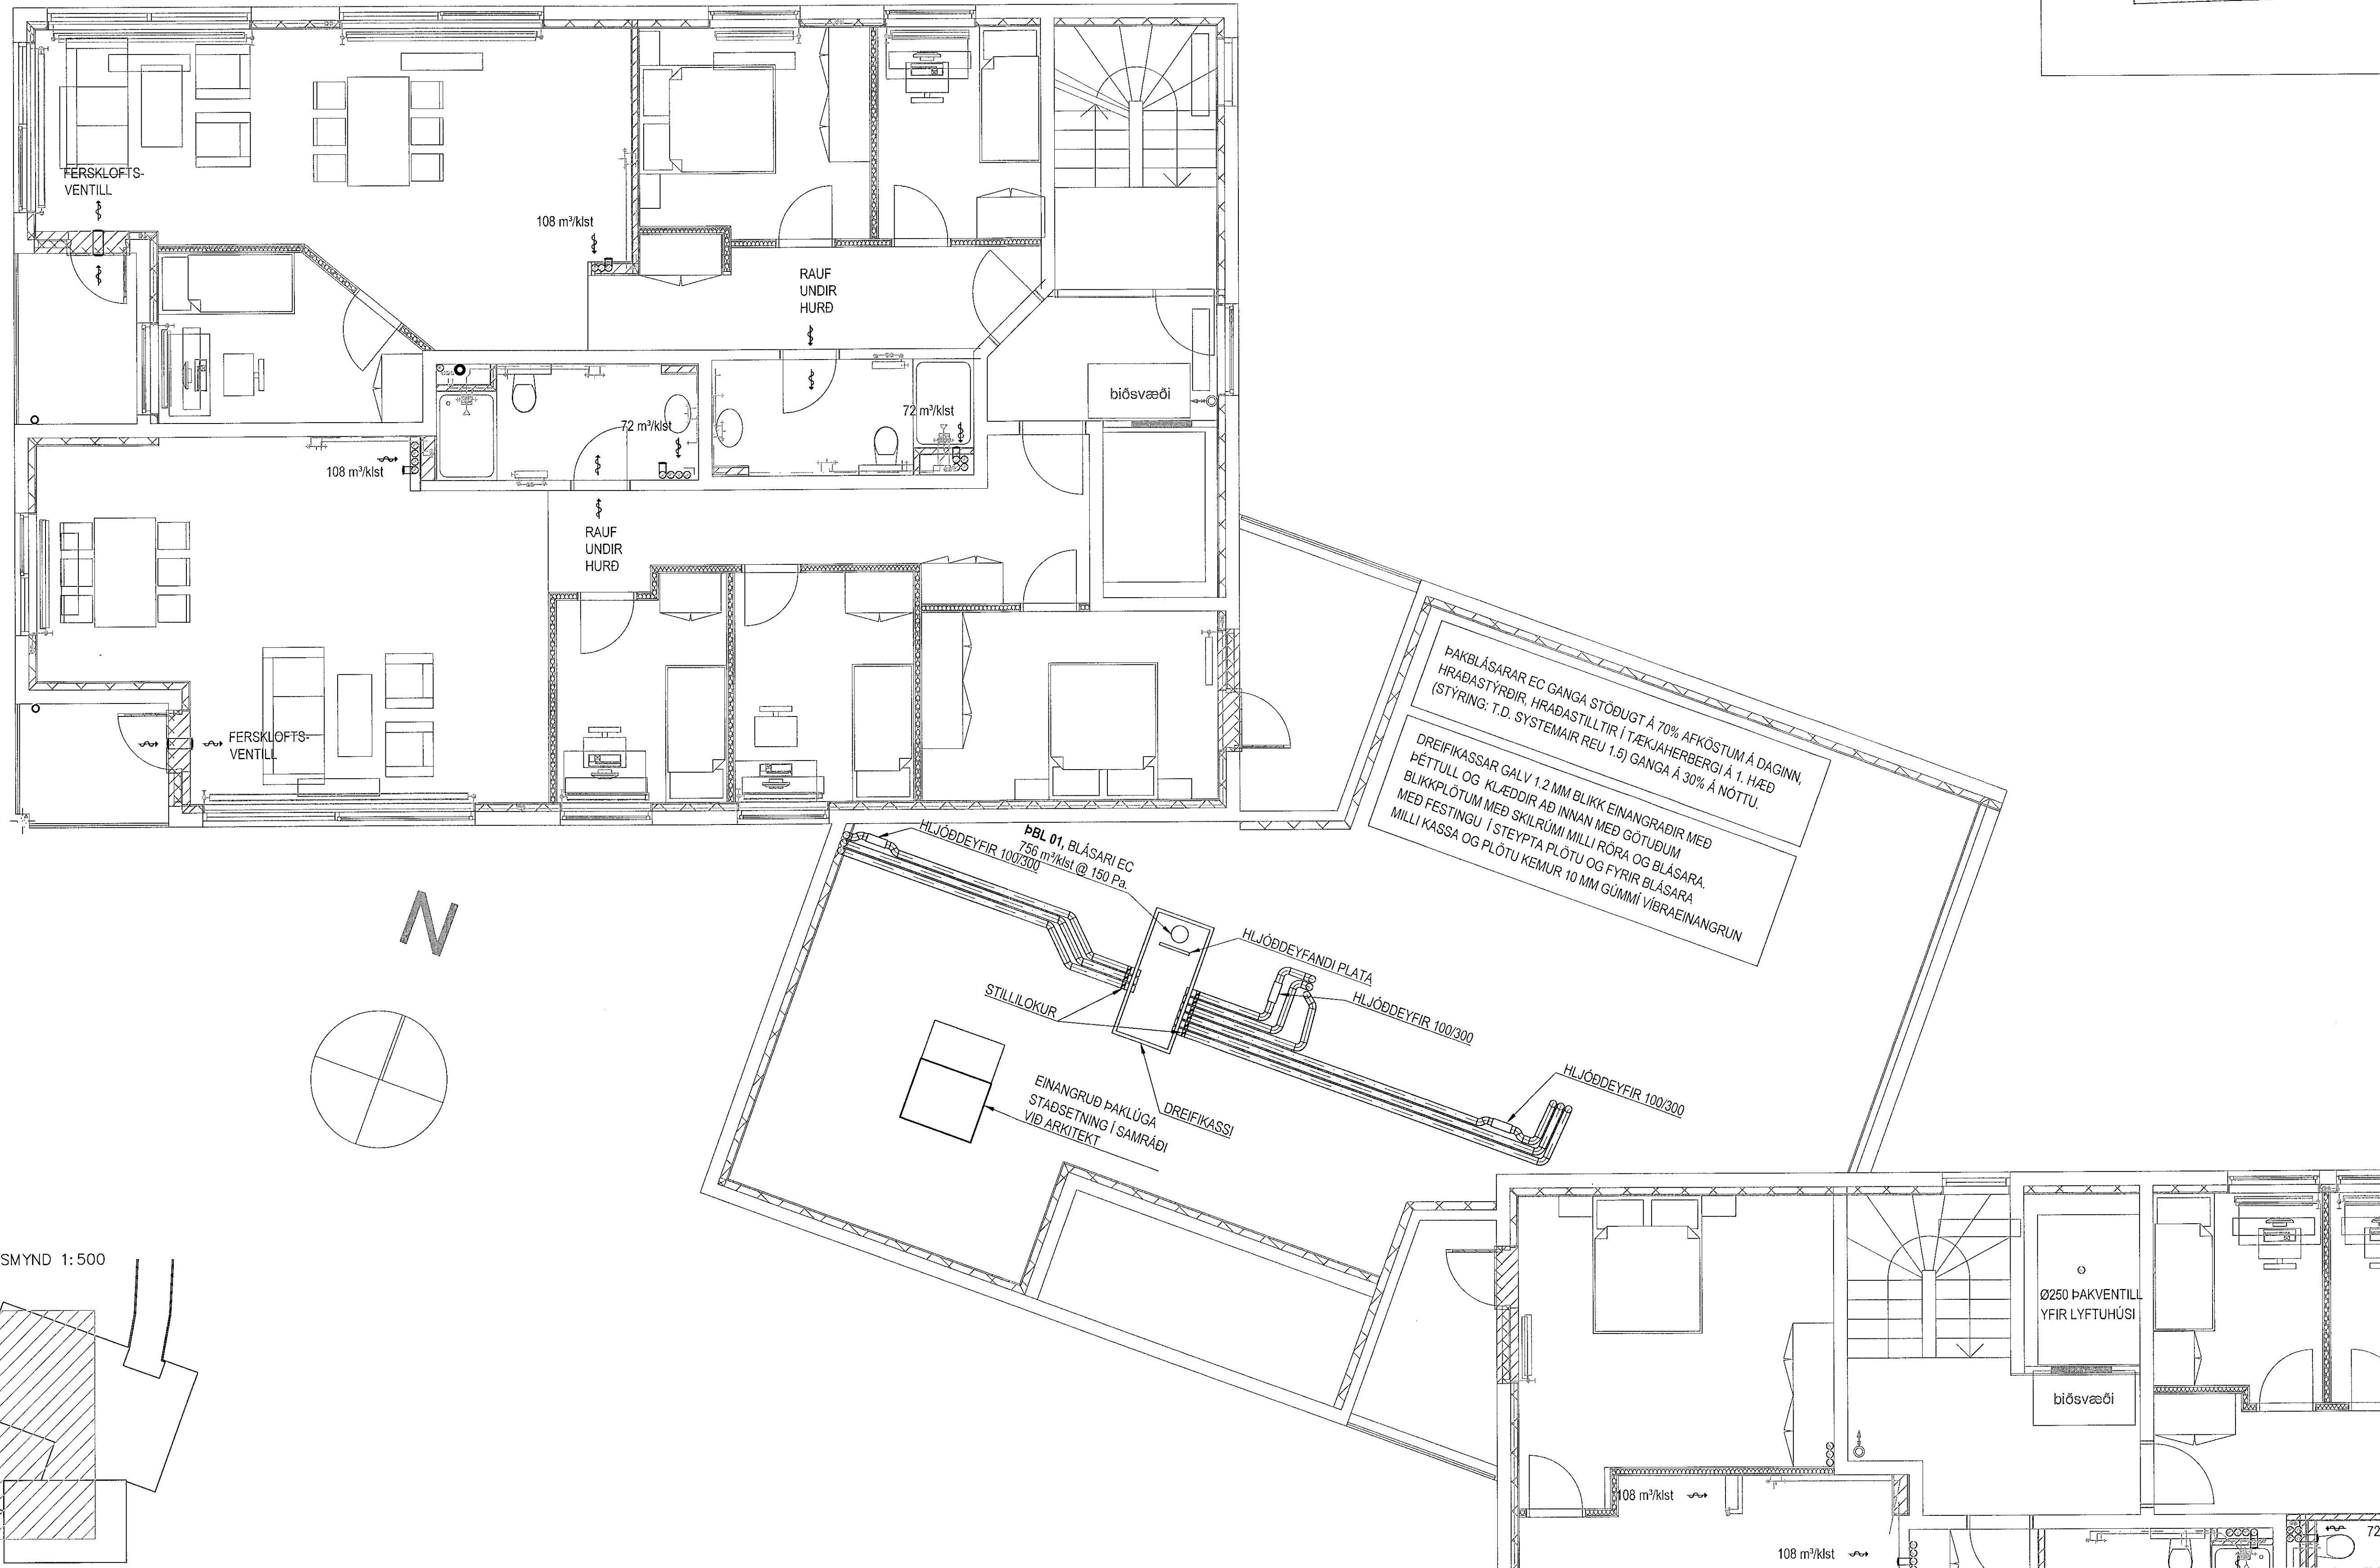 FERSKLOFTS-
VENTILL
108 m³/klst
RAUF
UNDIR
HURÐ
biðsvæði
72 m³/klst
72 m³/klst
108 m³/klst
RAUF
UNDIR
HURÐ
FERSKLOFTS-
VENTILL
ÞAKBLÁSARAR EC GANGA STÖÐUGT Á 70% AFKÖSTUM Á DAGINN,
HRAÐASTÝRÐIR, HRAÐASTILLTIR Í TÆKJAHERBERGI Á 1. HÆÐ
(STÝRING: T.D. SYSTEMAIR REU 1.5) GANGA Á 30% Á NÓTTU.
DREIFIKASSAR GALV 1.2 MM BLIKK EINANGRAÐIR MEÐ
ÞÉTTULL OG KLÆDDIR AÐ INNAN MEÐ GÖTUÐUM
BLIKKPLÖTUM MEÐ SKILRÚMI MILLI RÖRA OG BLÁSARA.
MEÐ FESTINGU Í STEYPTA PLÖTU OG FYRIR BLÁSARA
MILLI KASSA OG PLÖTU KEMUR 10 MM GÚMMÍ VÍBRAEINANGRUN
HLJÓÐDEYFIR 100/300
ÞBL 01, BLÁSARI EC
756 m³/klst @ 150 Pa.
HLJÓÐDEYFANDI PLATA
HLJÓÐDEYFIR 100/300
STILLILOKUR
HLJÓÐDEYFIR 100/300
DREIFIKASSI
EINANGRUÐ ÞAKLÚGA
STAÐSETNING Í SAMRÁÐI
VIÐ ARKITEKT
N
SMYND 1:500
Ø250 ÞAKVENTILL
YFIR LYFTUHÚSI
biðsvæði
108 m³/klst
108 m³/klst
72